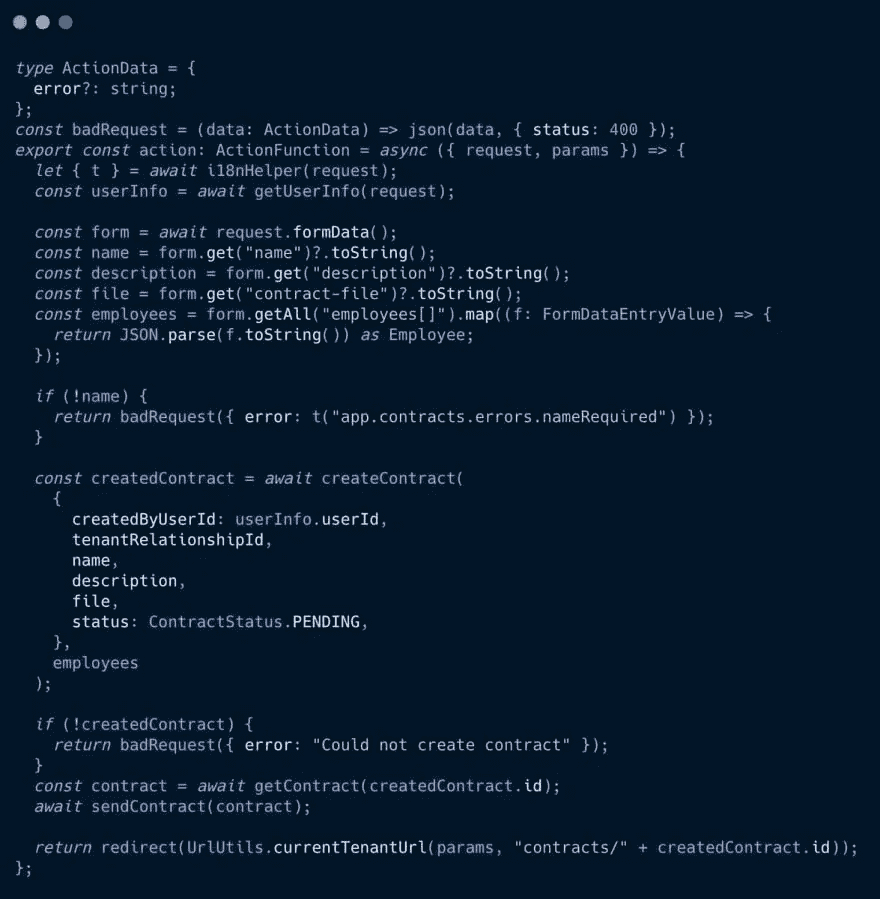 type ActionData = {
  error?: string;
};
const badRequest = (data: ActionData) => json(data, { status: 400 });
export const action: ActionFunction = async ({ request, params }) => {
  let { t } = await i18nHelper(request);
  const userInfo = await getUserInfo(request);

  const form = await request.formData();
  const name = form.get("name")?.toString();
  const description = form.get("description")?.toString();
  const file = form.get("contract-file")?.toString();
  const employees = form.getAll("employees[]").map((f: FormDataEntryValue) => {
    return JSON.parse(f.toString()) as Employee;
  });

  if (!name) {
    return badRequest({ error: t("app.contracts.errors.nameRequired") });
  }

  const createdContract = await createContract(
    {
      createdByUserId: userInfo.userId,
      tenantRelationshipId,
      name,
      description,
      file,
      status: ContractStatus.PENDING,
    },
    employees
  );

  if (!createdContract) {
    return badRequest({ error: "Could not create contract" });
  }
  const contract = await getContract(createdContract.id);
  await sendContract(contract);

  return redirect(UrlUtils.currentTenantUrl(params, "contracts/" + createdContract.id));
};